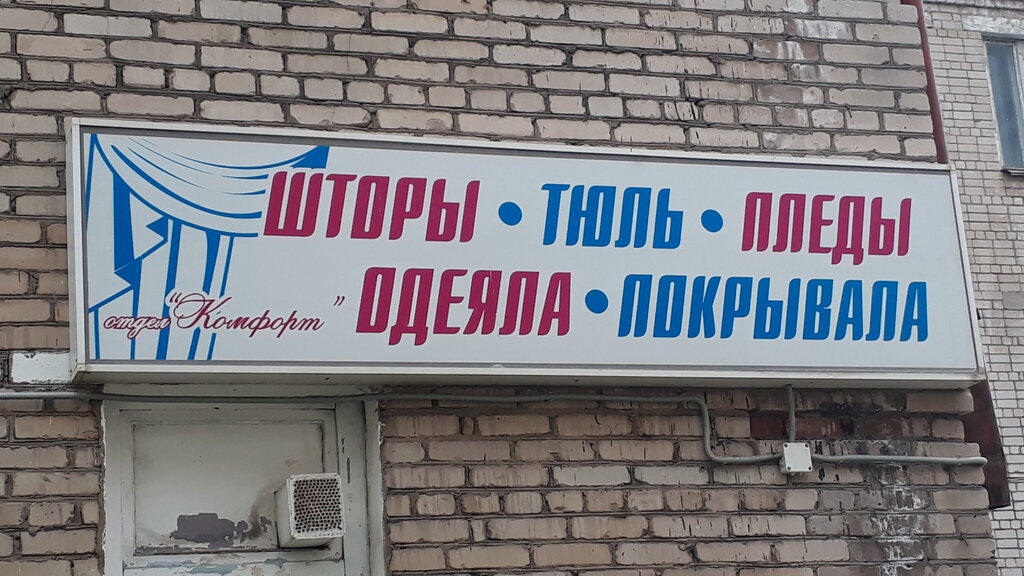 ШТОРЫ • ТЮЛЬ • ПЛЕДЫ
отдел "Комфорт" ОДЕЯЛА • ПОКРЫВАЛА